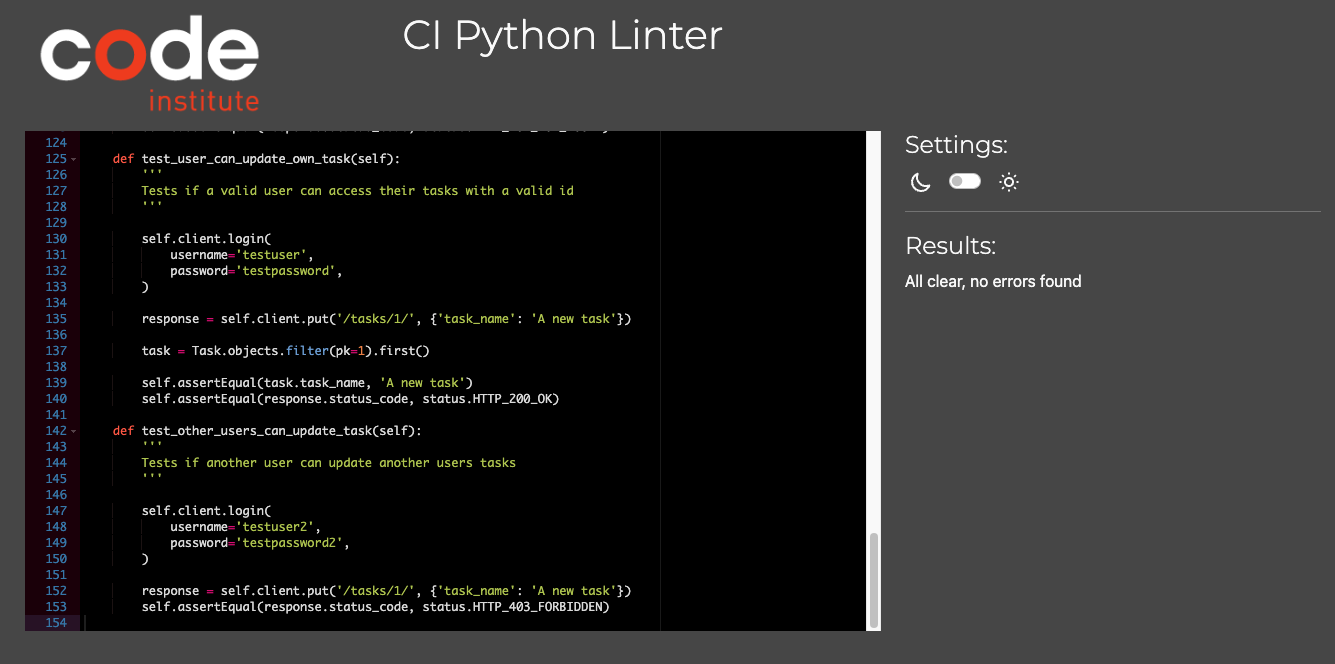 code
institute
CI Python Linter
124
125 def test_user_can_update_own_task(self):
126 '''
127 Tests if a valid user can access their tasks with a valid id
128 '''
129
130 self.client.login(
131 username='testuser',
132 password='testpassword',
133 )
134
135 response = self.client.put('/tasks/1/', {'task_name': 'A new task'})
136
137 task = Task.objects.filter(pk=1).first()
138
139 self.assertEqual(task.task_name, 'A new task')
140 self.assertEqual(response.status_code, status.HTTP_200_OK)
141
142 def test_other_users_can_update_task(self):
143 '''
144 Tests if another user can update another users tasks
145 '''
146
147 self.client.login(
148 username='testuser2',
149 password='testpassword2',
150 )
151
152 response = self.client.put('/tasks/1/', {'task_name': 'A new task'})
153 self.assertEqual(response.status_code, status.HTTP_403_FORBIDDEN)
154
Settings:
Results:
All clear, no errors found